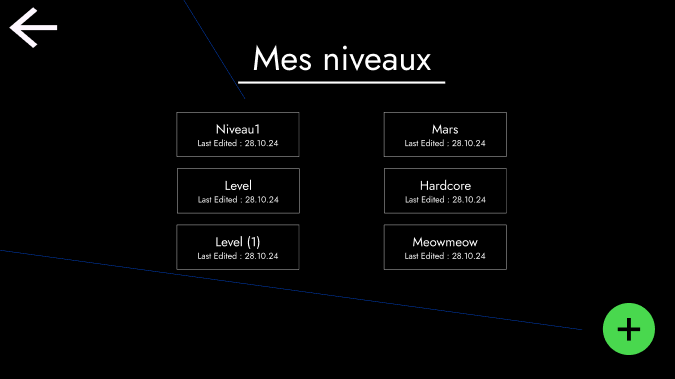 Mes niveaux
Niveau1
Last Edited : 28.10.24
Mars
Last Edited : 28.10.24
Level
Last Edited : 28.10.24
Hardcore
Last Edited : 28.10.24
Level (1)
Last Edited : 28.10.24
Meowmeow
Last Edited : 28.10.24